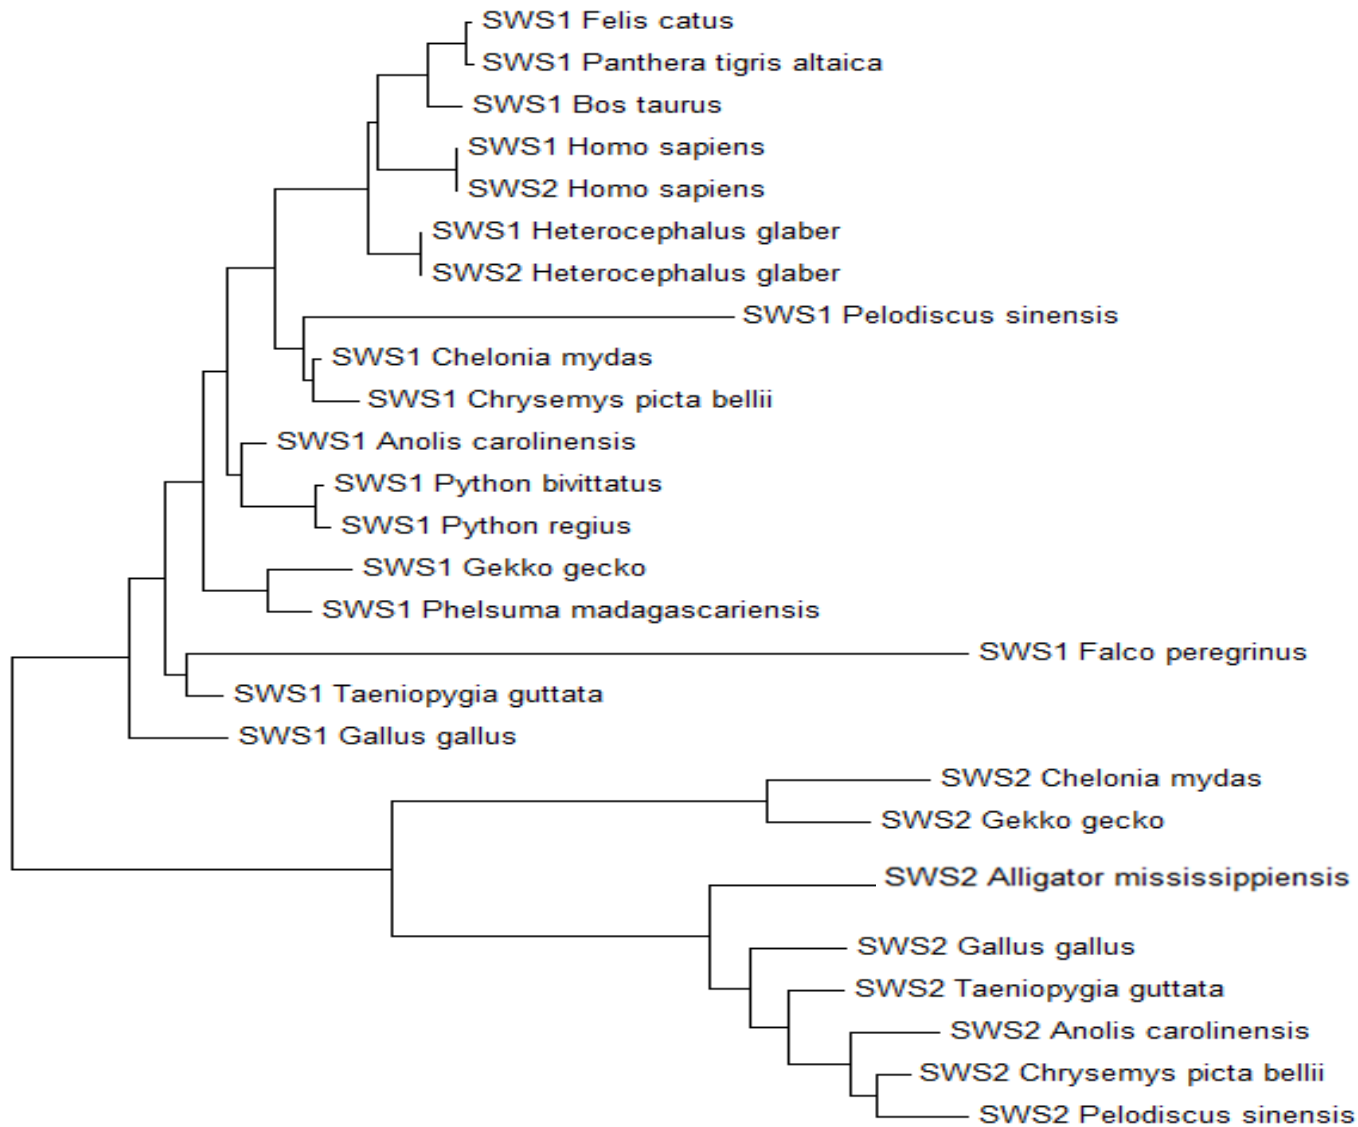 SWS1 Felis catus
SWS1 Panthera tigris altaica
SWS1 Bos taurus
SWS1 Homo sapiens
SWS2 Homo sapiens
SWS1 Heterocephalus glaber
SWS2 Heterocephalus glaber
SWS1 Pelodiscus sinensis
SWS1 Chelonia mydas
SWS1 Chrysemys picta bellii
SWS1 Anolis carolinensis
SWS1 Python bivittatus
SWS1 Python regius
SWS1 Gekko gecko
SWS1 Phelsuma madagascariensis
SWS1 Falco peregrinus
SWS1 Taeniopygia guttata
SWS1 Gallus gallus
SWS2 Chelonia mydas
SWS2 Gekko gecko
SWS2 Alligator mississippiensis
SWS2 Gallus gallus
SWS2 Taeniopygia guttata
SWS2 Anolis carolinensis
SWS2 Chrysemys picta bellii
SWS2 Pelodiscus sinensis